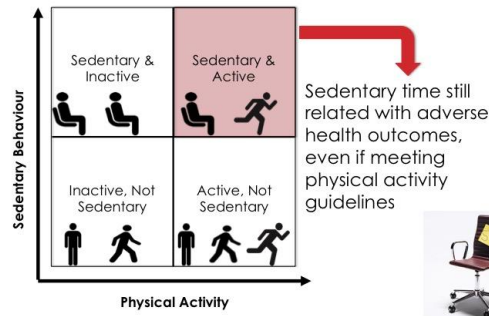 Sedentary Behaviour
Sedentary &
Inactive
Sedentary &
Active
Inactive, Not
Sedentary
Active, Not
Sedentary
Physical Activity
Sedentary time still
related with adverse
health outcomes,
even if meeting
physical activity
guidelines